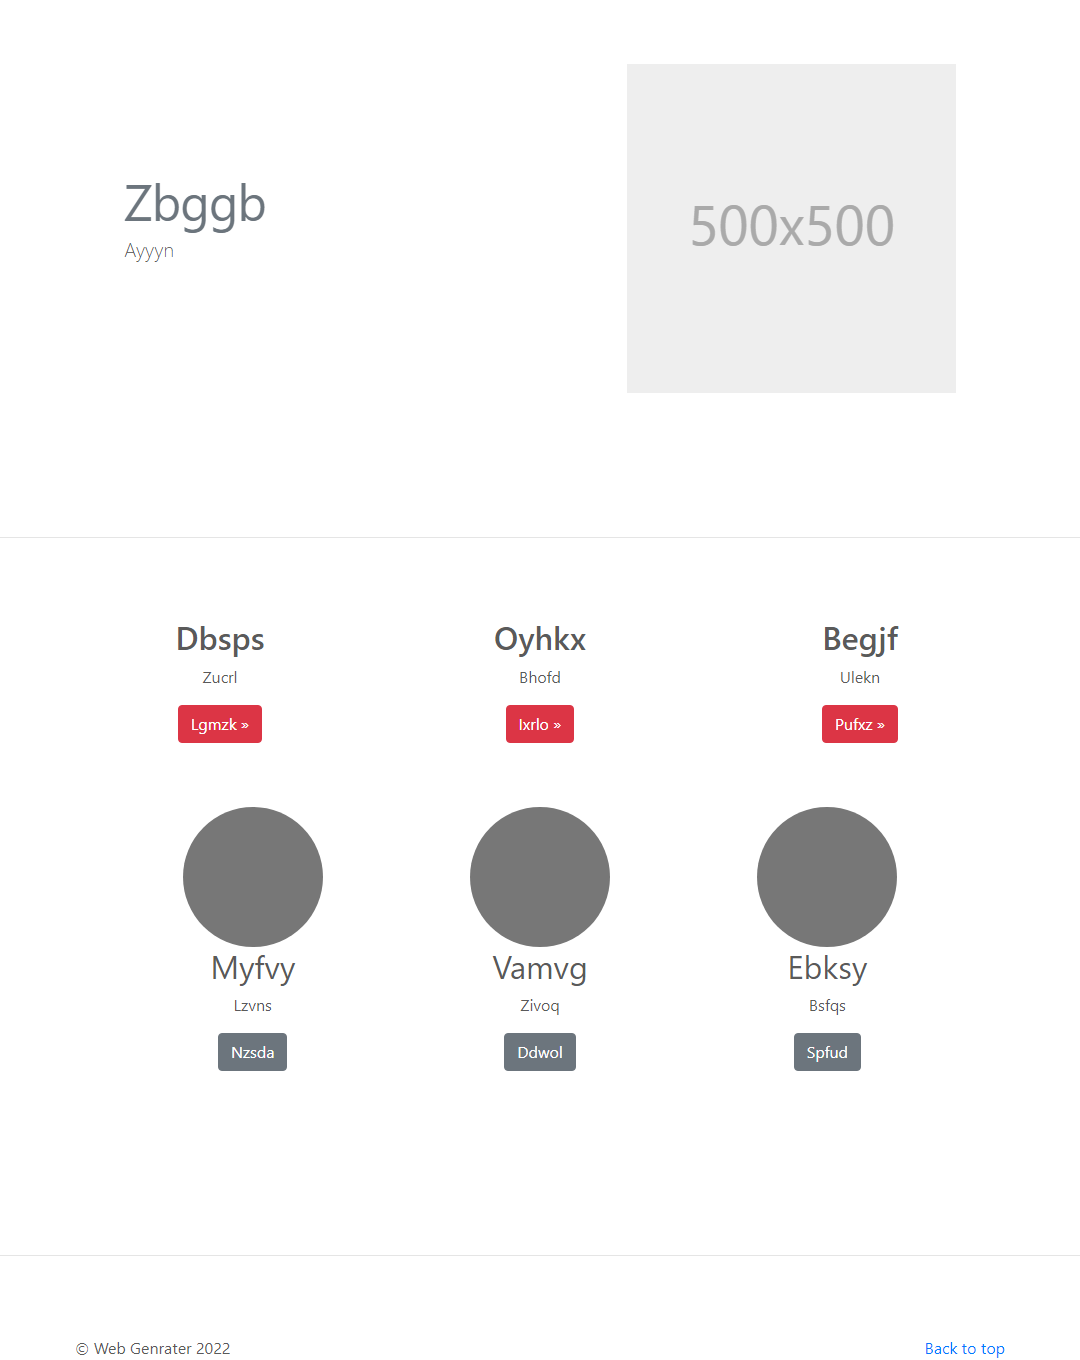 Zbggb
Ayyyn
500x500
Dbsps
Zucrl
Lgmzk »
Oyhkx
Bhofd
Ixrlo »
Begjf
Ulekn
Pufxz »
Myfvy
Lzvns
Nzsda
Vamvg
Zivoq
Ddwol
Ebksy
Bsfqs
Spfud
© Web Genrater 2022
Back to top